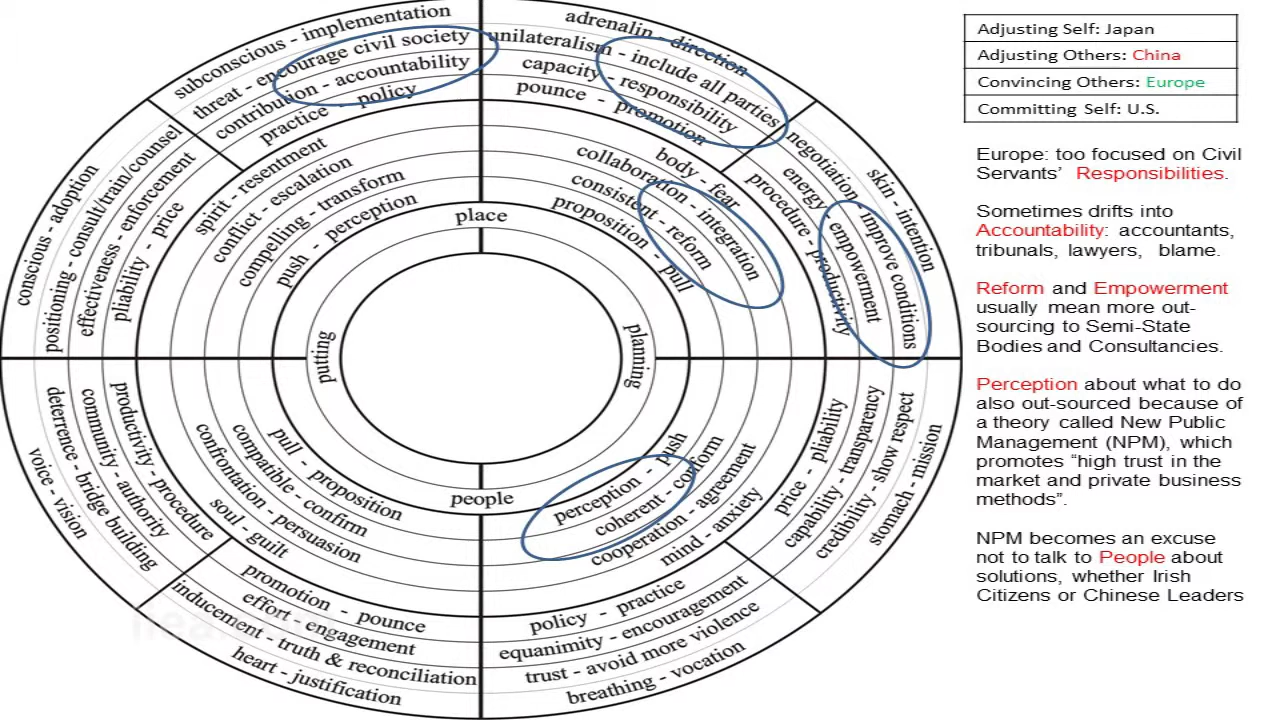 subconscious - implementation
threat - encourage civil society
contribution - accountability
practice - policy
adrenalin - direction
unilateralism - include all parties
capacity - responsibility
pounce - promotion
skin - intention
negotiation - improve conditions
energy - empowerment
procedure - productivity
conscious - adoption
positioning - consult/train/counsel
effectiveness - enforcement
pliability - price
spirit - resentment
conflict - escalation
compelling - transform
push - perception
body - fear
collaboration - integration
consistent - reform
proposition - pull
place
putting
planning
people
voice - vision
deterrence - bridge building
community - authority
productivity - procedure
pull - proposition
compatible - confirm
confrontation - persuasion
soul - guilt
perception - push
coherent - conform
cooperation - agreement
mind - anxiety
price - pliability
capability - transparency
credibility - show respect
stomach - mission
promotion - pounce
effort - engagement
inducement - truth & reconciliation
heart - justification
policy - practice
equanimity - encouragement
trust - avoid more violence
breathing - vocation
Adjusting Self: Japan
Adjusting Others: China
Convincing Others: Europe
Committing Self: U.S.
Europe: too focused on Civil
Servants’ Responsibilities.
Sometimes drifts into
Accountability: accountants,
tribunals, lawyers, blame.
Reform and Empowerment
usually mean more out-
sourcing to Semi-State
Bodies and Consultancies.
Perception about what to do
also out-sourced because of
a theory called New Public
Management (NPM), which
promotes “high trust in the
market and private business
methods”.
NPM becomes an excuse
not to talk to People about
solutions, whether Irish
Citizens or Chinese Leaders